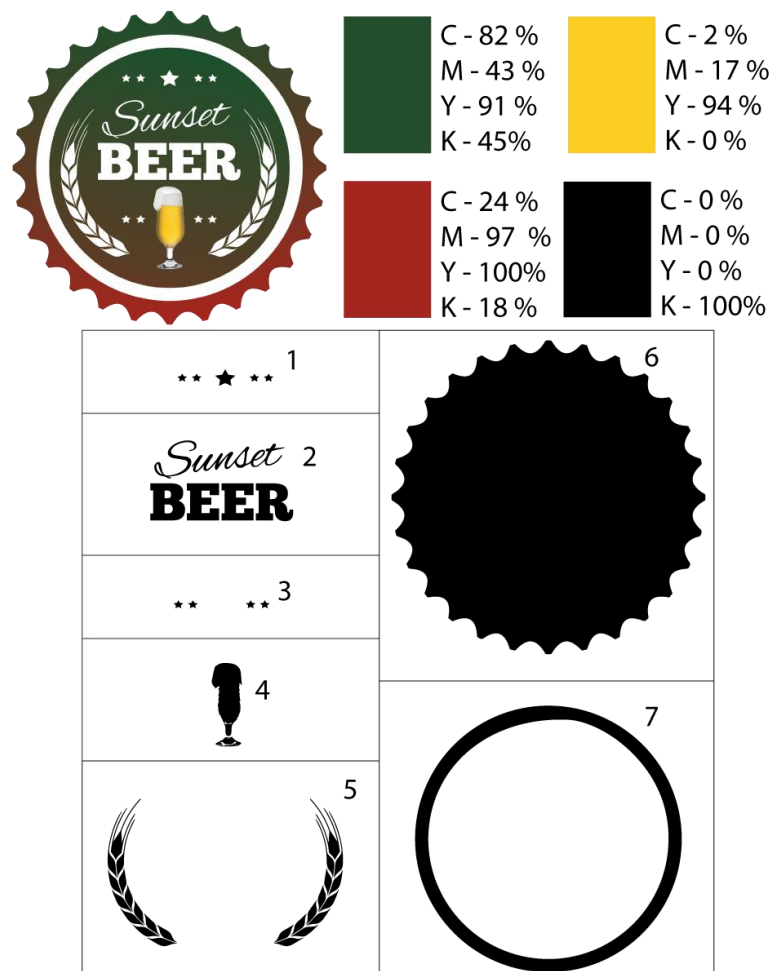 Sunset
BEER
C - 82 %
M - 43 %
Y - 91 %
K - 45%
C - 2 %
M - 17 %
Y - 94 %
K - 0 %
C - 24 %
M - 97 %
Y - 100%
K - 18 %
C - 0 %
M - 0 %
Y - 0 %
K - 100%
1
Sunset 2
BEER
3
4
5
6
7